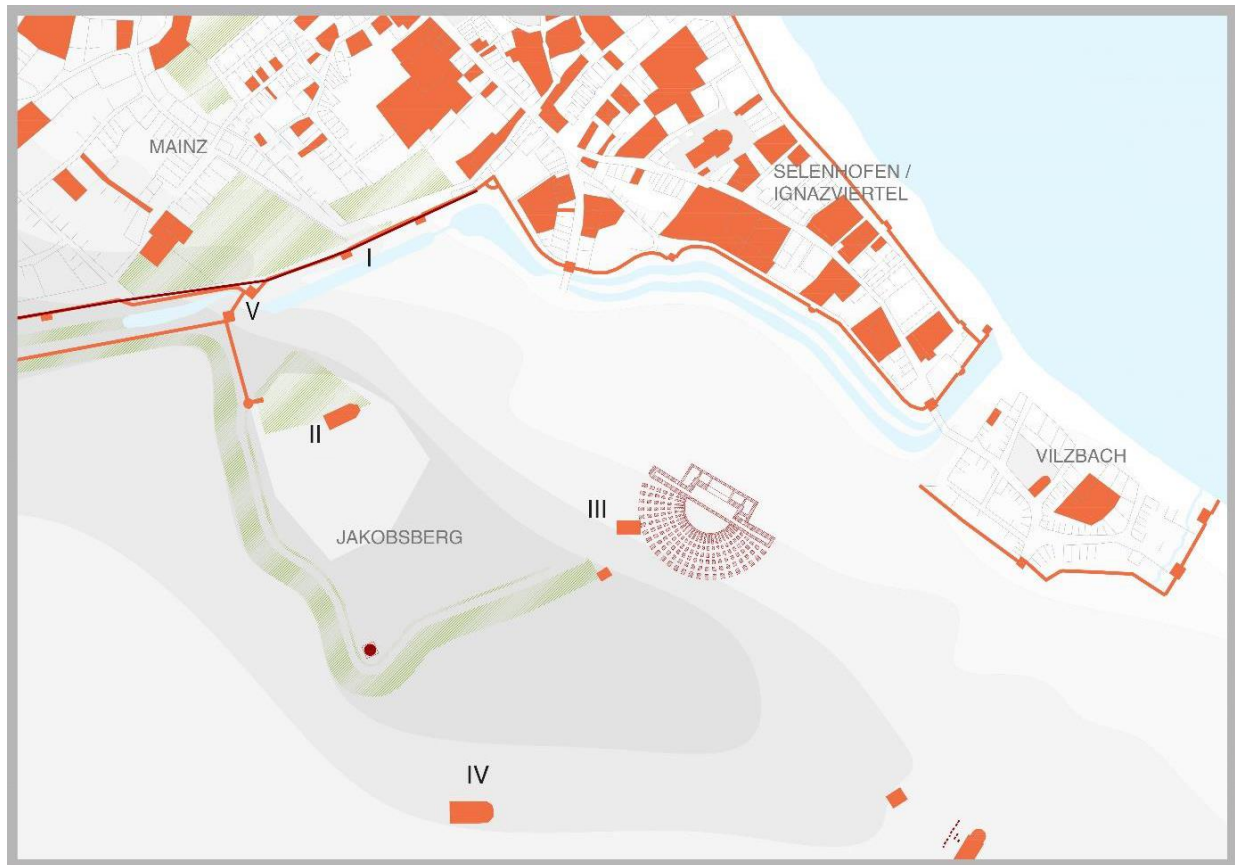 MAINZ
SELENHOFEN /
IGNAZVIERTEL
I
V
II
VILZBACH
III
JAKOBSBERG
IV